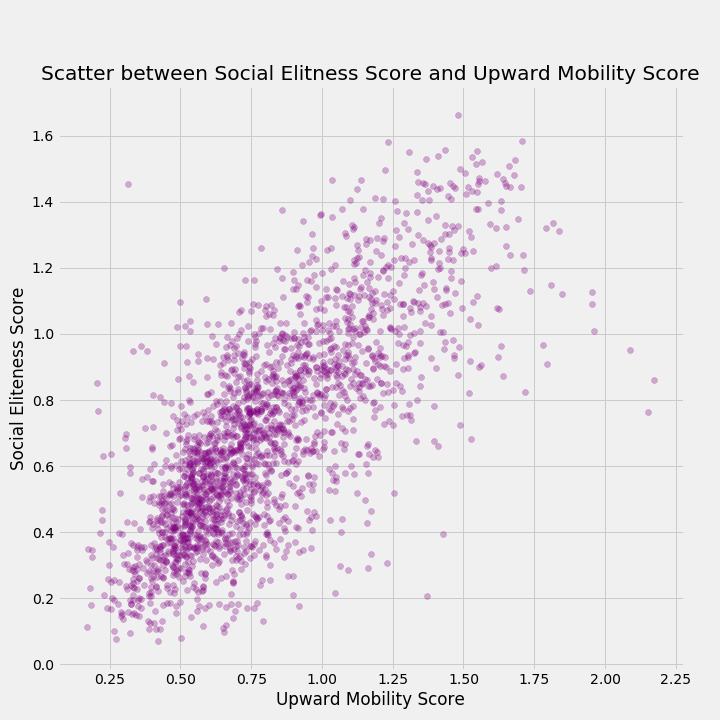 Scatter between Social Elitness Score and Upward Mobility Score
1.6
1.4
1.2
1.0
0.8
0.6
0.4
0.2
0.0
Social Eliteness Score
0.25 0.50 0.75 1.00 1.25 1.50 1.75 2.00 2.25
Upward Mobility Score